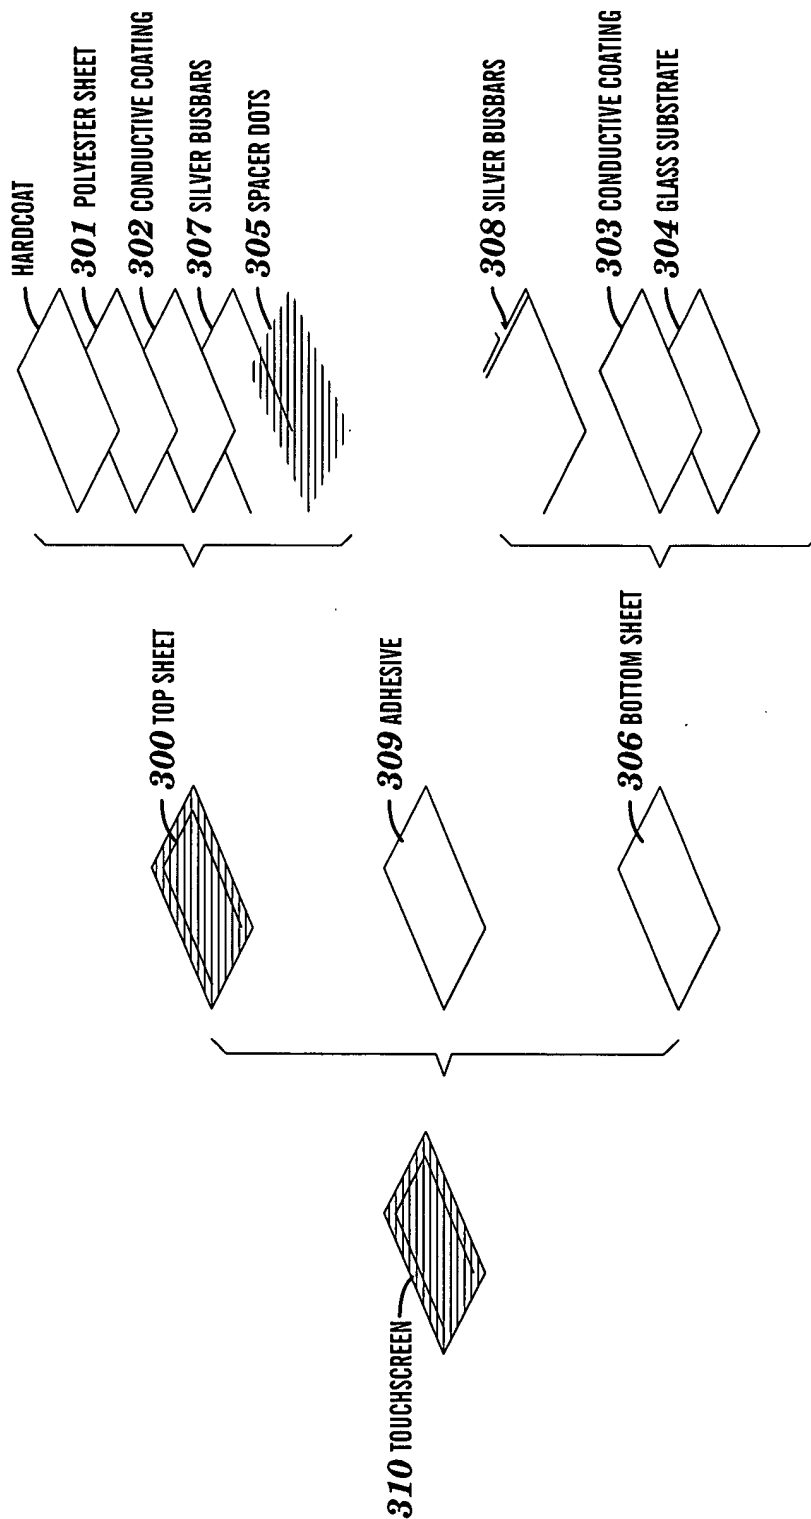 HARDCOAT
301 POLYESTER SHEET
302 CONDUCTIVE COATING
307 SILVER BUSBARS
305 SPACER DOTS
308 SILVER BUSBARS
303 CONDUCTIVE COATING
304 GLASS SUBSTRATE
300 TOP SHEET
309 ADHESIVE
306 BOTTOM SHEET
310 TOUCHSCREEN